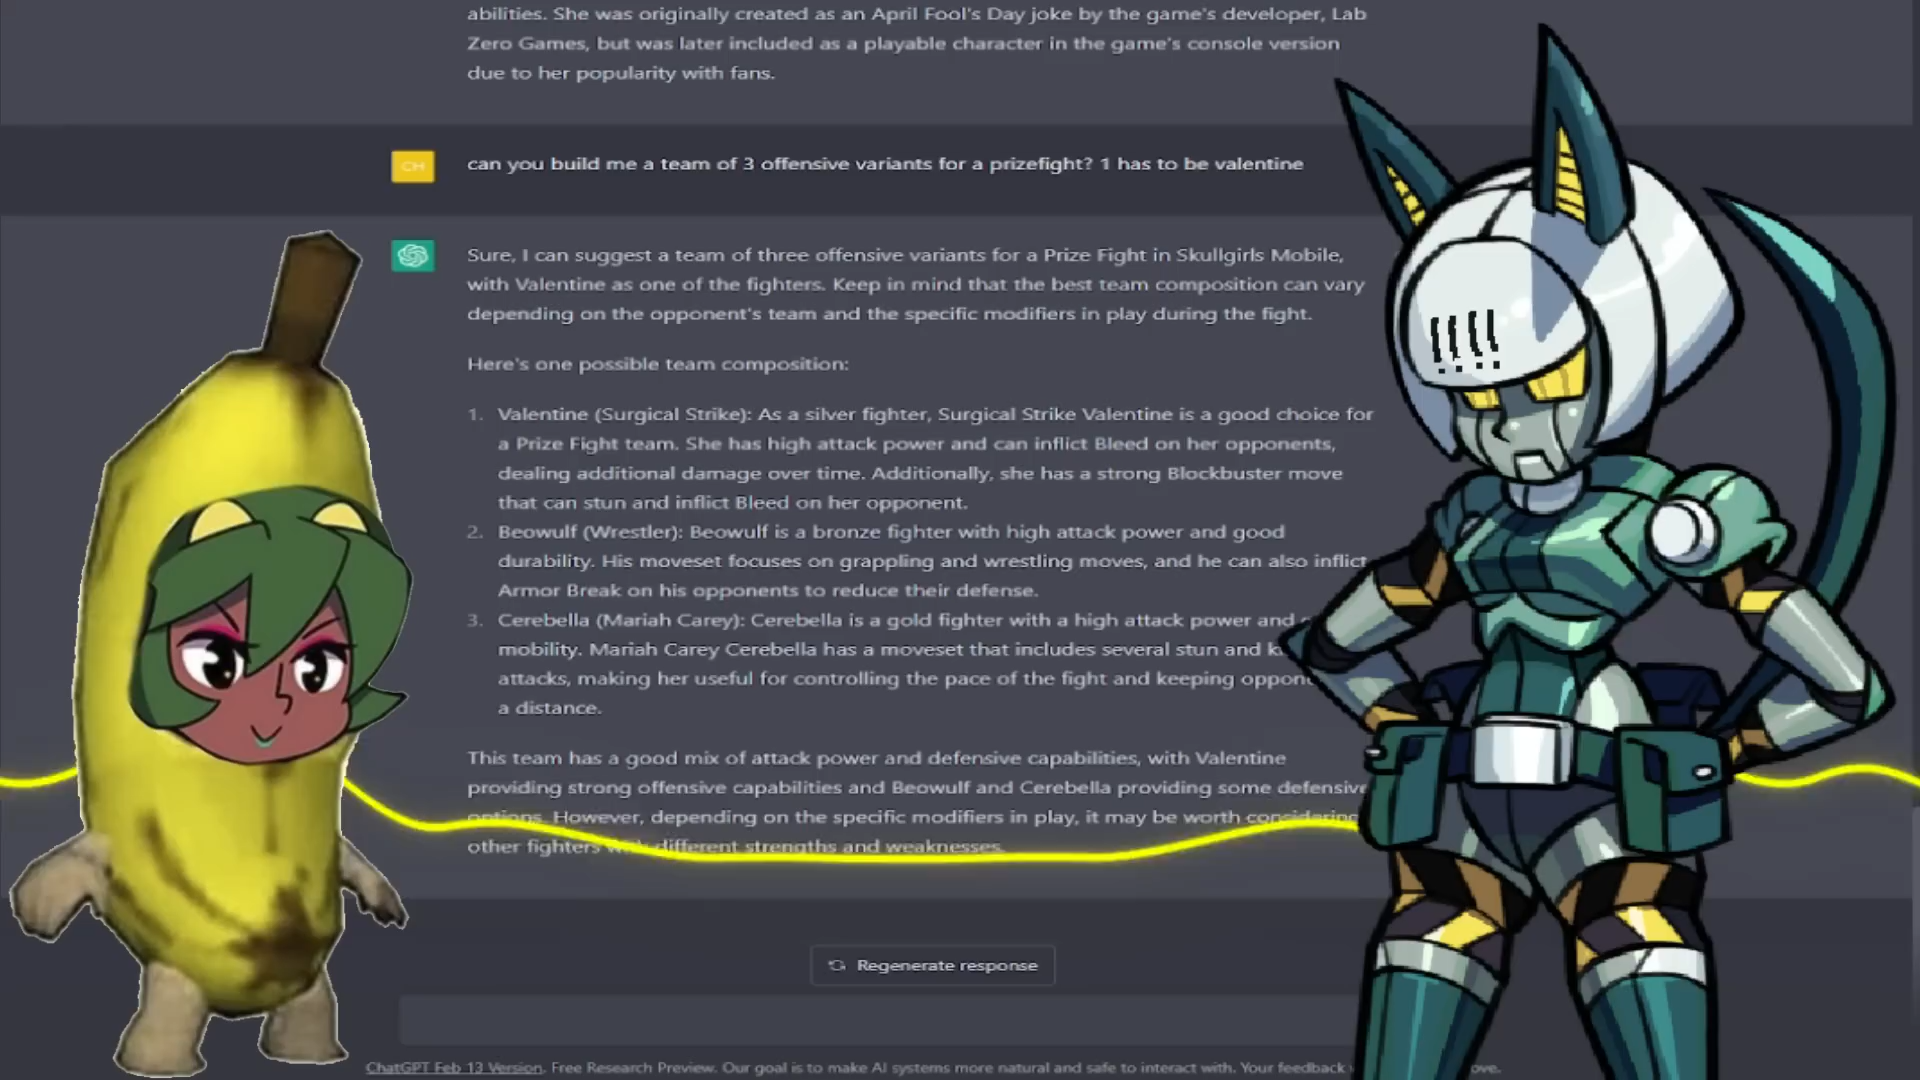 abilities. She was originally created as an April Fool's Day joke by the game's developer, Lab
Zero Games, but was later included as a playable character in the game's console version
due to her popularity with fans.
CH
can you build me a team of 3 offensive variants for a prizefight? 1 has to be valentine
Sure, I can suggest a team of three offensive variants for a Prize Fight in Skullgirls Mobile,
with Valentine as one of the fighters. Keep in mind that the best team composition can vary
depending on the opponent's team and the specific modifiers in play during the fight.
Here's one possible team composition:
1. Valentine (Surgical Strike): As a silver fighter, Surgical Strike Valentine is a good choice for
a Prize Fight team. She has high attack power and can inflict Bleed on her opponents,
dealing additional damage over time. Additionally, she has a strong Blockbuster move
that can stun and inflict Bleed on her opponent.
2. Beowulf (Wrestler): Beowulf is a bronze fighter with high attack power and good
durability. His moveset focuses on grappling and wrestling moves, and he can also inflict
Armor Break on his opponents to reduce their defense.
3. Cerebella (Mariah Carey): Cerebella is a gold fighter with a high attack power and
mobility. Mariah Carey Cerebella has a moveset that includes several stun and
attacks, making her useful for controlling the pace of the fight and keeping
a distance.
This team has a good mix of attack power and defensive capabilities, with Valentine
providing strong offensive capabilities and Beowulf and Cerebella providing some defensive
options. However, depending on the specific modifiers in play, it may be worth considering
other fighters with different strengths and weaknesses.
!!!!
Regenerate response
ChatGPT Feb 13 Version. Free Research Preview. Our goal is to make AI systems more natural and safe to interact with. Your feedback